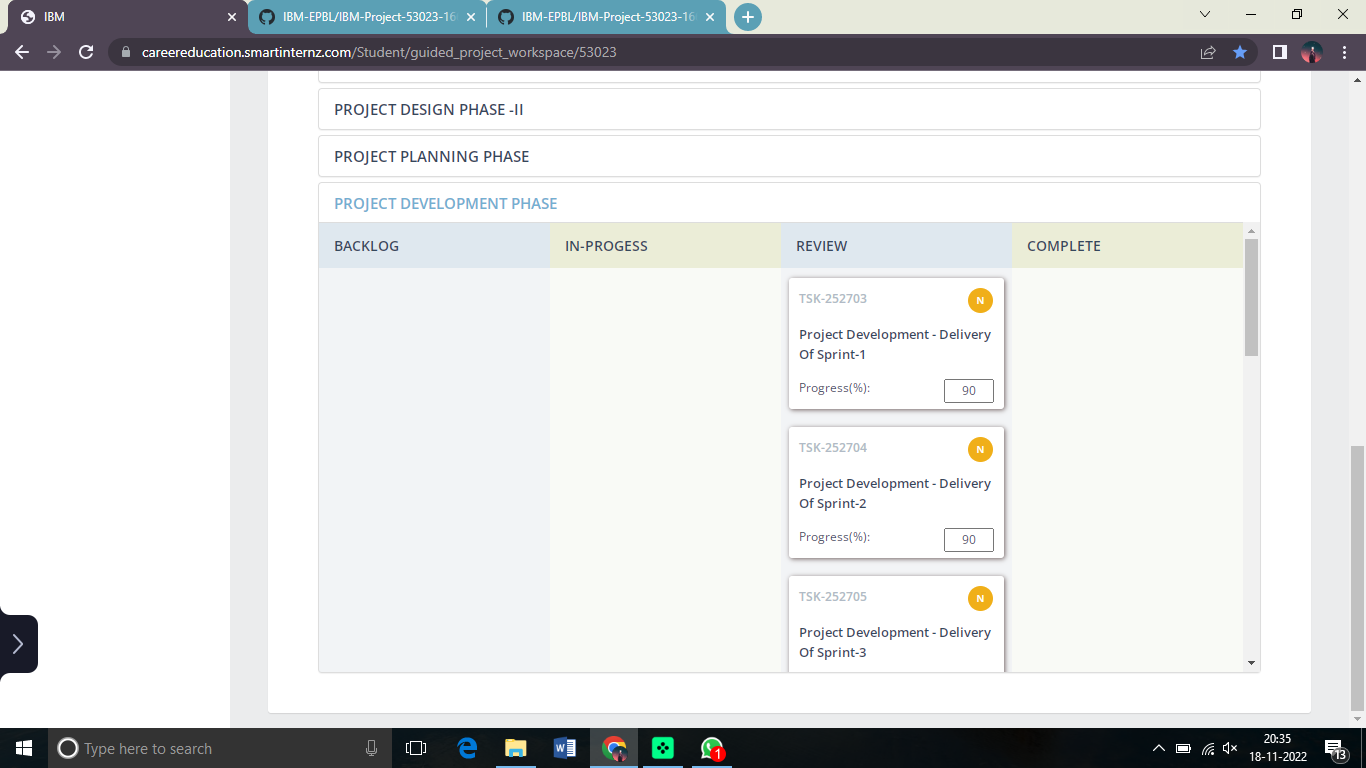 IBM
IBM-EPBL/IBM-Project-53023-16
IBM-EPBL/IBM-Project-53023-16
careereducation.smartinternz.com/Student/guided_project_workspace/53023
PROJECT DESIGN PHASE -II
PROJECT PLANNING PHASE
PROJECT DEVELOPMENT PHASE
BACKLOG
IN-PROGESS
REVIEW
COMPLETE
TSK-252703
N
Project Development - Delivery
Of Sprint-1
Progress(%):
90
TSK-252704
N
Project Development - Delivery
Of Sprint-2
Progress(%):
90
TSK-252705
N
Project Development - Delivery
Of Sprint-3
Type here to search
1
20:35
18-11-2022
13